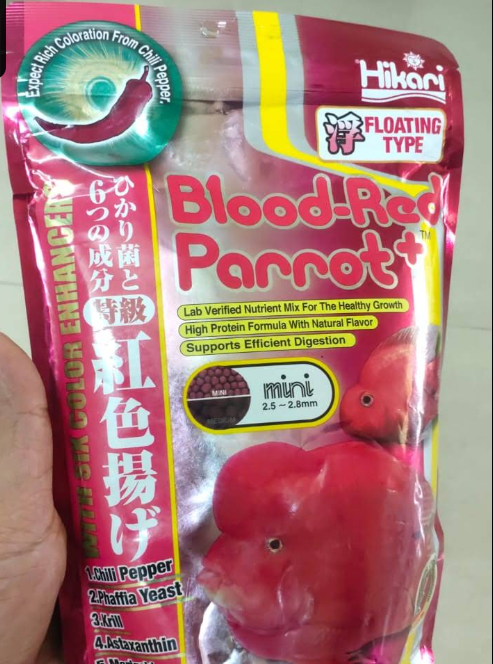 Expect Rich Coloration From Chili Pepper.
Hikari
浮 FLOATING
TYPE
Blood-Red
Parrot+™
Lab Verified Nutrient Mix For The Healthy Growth
High Protein Formula With Natural Flavor
Supports Efficient Digestion
MINI
mini
2.5～2.8mm
MEDIUM
WITH SIX COLOR ENHANCERS
ひかり菌と
6つの成分
特級
紅色揚げ
1.Chili Pepper
2.Phaffia Yeast
3.Krill
4.Astaxanthin